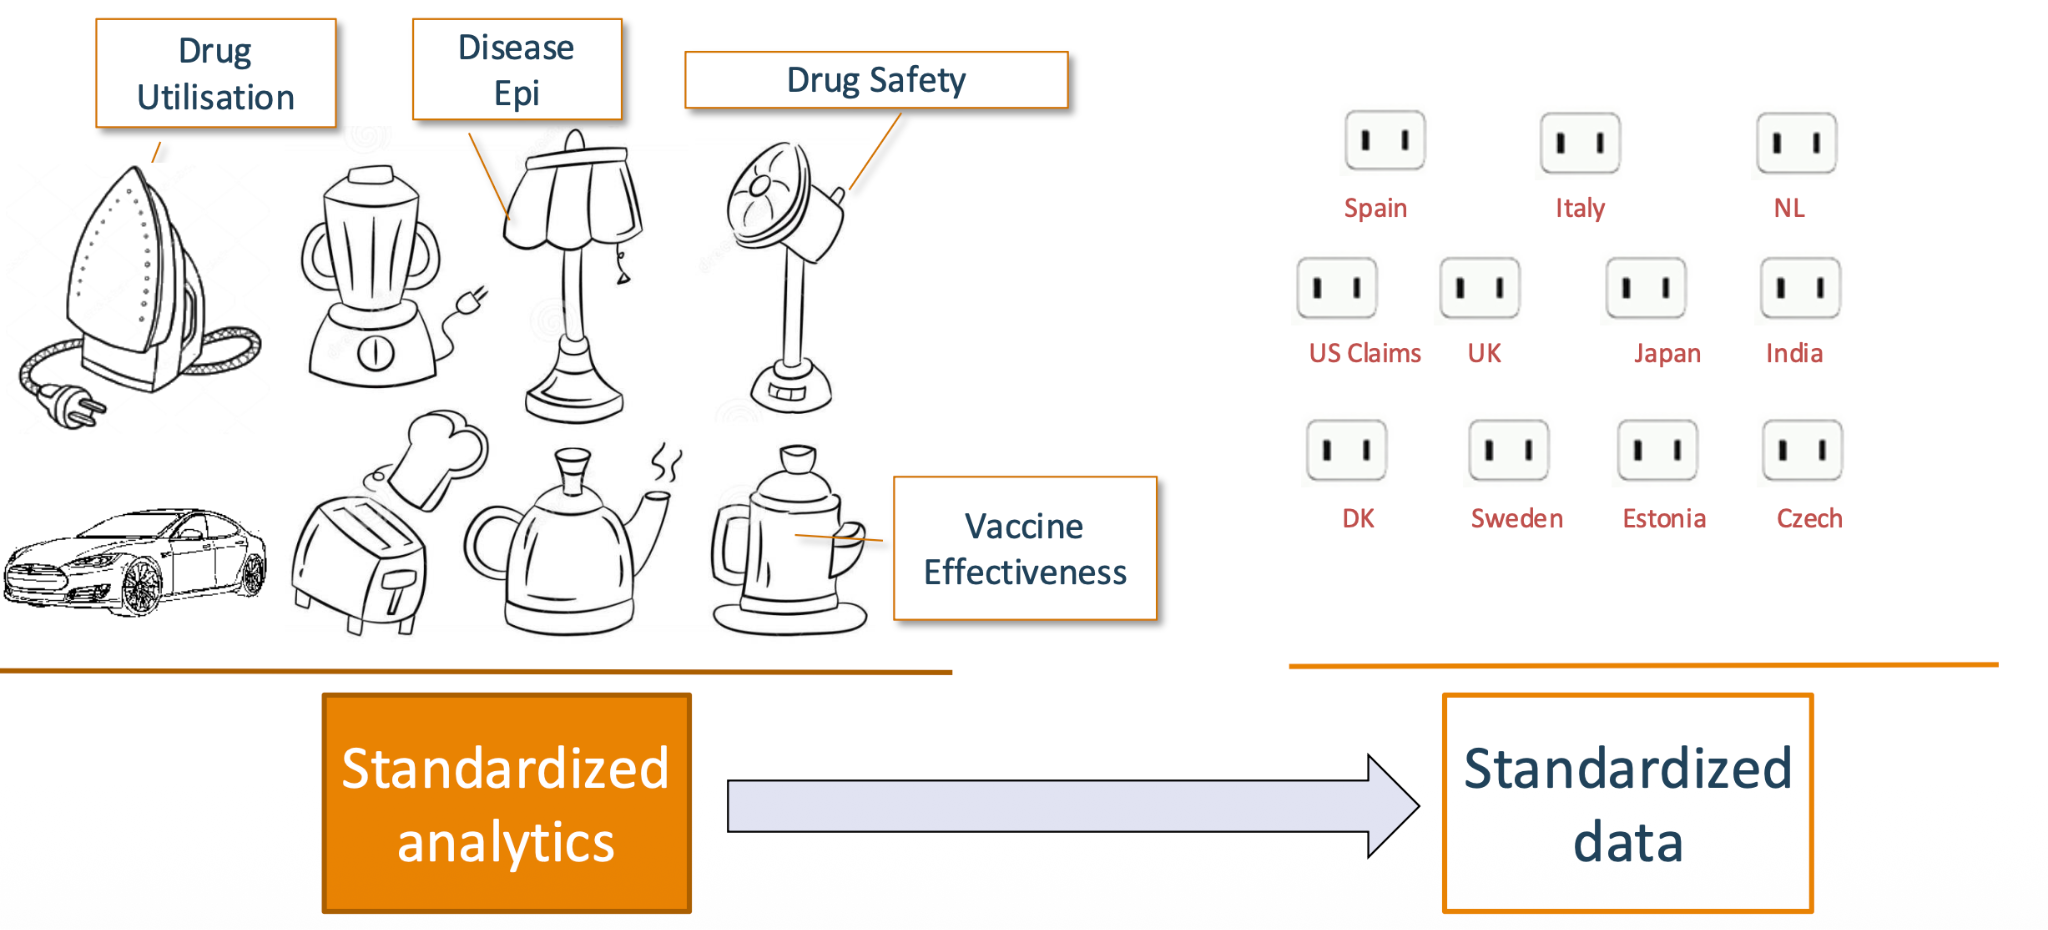 Drug
Utilisation
Disease
Epi
Drug Safety
Spain
Italy
NL
US Claims
UK
Japan
India
Vaccine
Effectiveness
DK
Sweden
Estonia
Czech
Standardized
analytics
Standardized
data